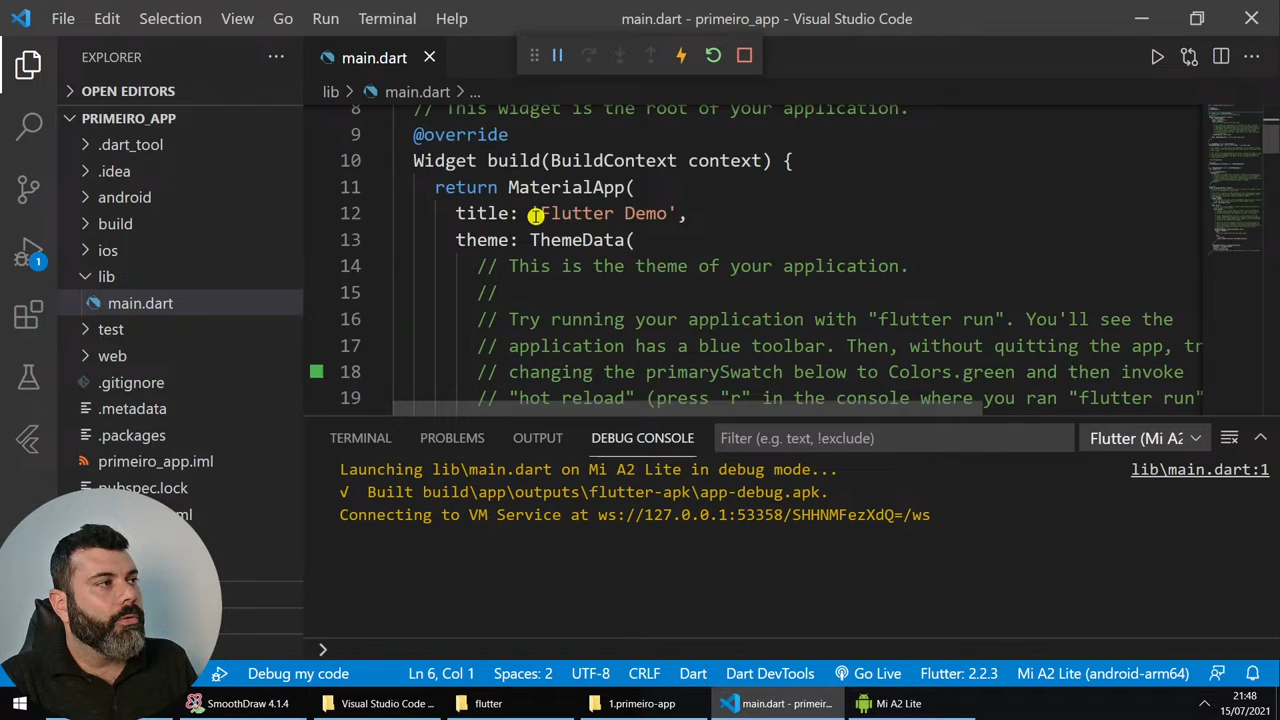 File Edit Selection View Go Run Terminal Help main.dart - primeiro_app - Visual Studio Code
EXPLORER
main.dart
OPEN EDITORS
lib main.dart ...
PRIMEIRO_APP
.dart_tool
.idea
android
build
ios
lib
main.dart
test
web
.gitignore
.metadata
.packages
primeiro_app.iml
pubspec.lock
8 // This widget is the root of your application.
9 @override
10 Widget build(BuildContext context) {
11 return MaterialApp(
12 title: 'Flutter Demo',
13 theme: ThemeData(
14 // This is the theme of your application.
15 //
16 // Try running your application with "flutter run". You'll see the
17 // application has a blue toolbar. Then, without quitting the app, tr
18 // changing the primarySwatch below to Colors.green and then invoke
19 // "hot reload" (press "r" in the console where you ran "flutter run"
1
TERMINAL PROBLEMS OUTPUT DEBUG CONSOLE Filter (e.g. text, !exclude) Flutter (Mi A2
Launching lib\main.dart on Mi A2 Lite in debug mode... lib\main.dart:1
√ Built build\app\outputs\flutter-apk\app-debug.apk.
Connecting to VM Service at ws://127.0.0.1:53358/SHHNMFezXdQ=/ws
Debug my code Ln 6, Col 1 Spaces: 2 UTF-8 CRLF Dart Dart DevTools Go Live Flutter: 2.2.3 Mi A2 Lite (android-arm64)
SmoothDraw 4.1.4 Visual Studio Code ... flutter 1.primeiro-app main.dart - primeir... Mi A2 Lite
21:48
15/07/2021